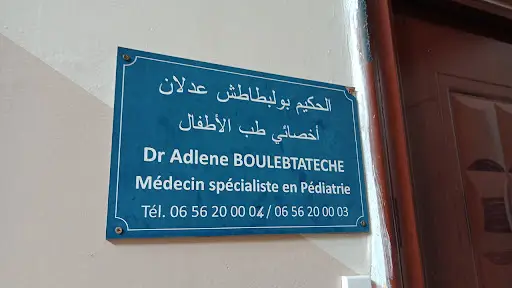 الحكيم بولبطاطش عدلان
أخصائي طب الأطفال
Dr Adlene BOULEBTATECHE
Médecin spécialiste en Pédiatrie
Tél. 06 56 20 00 04 / 06 56 20 00 03